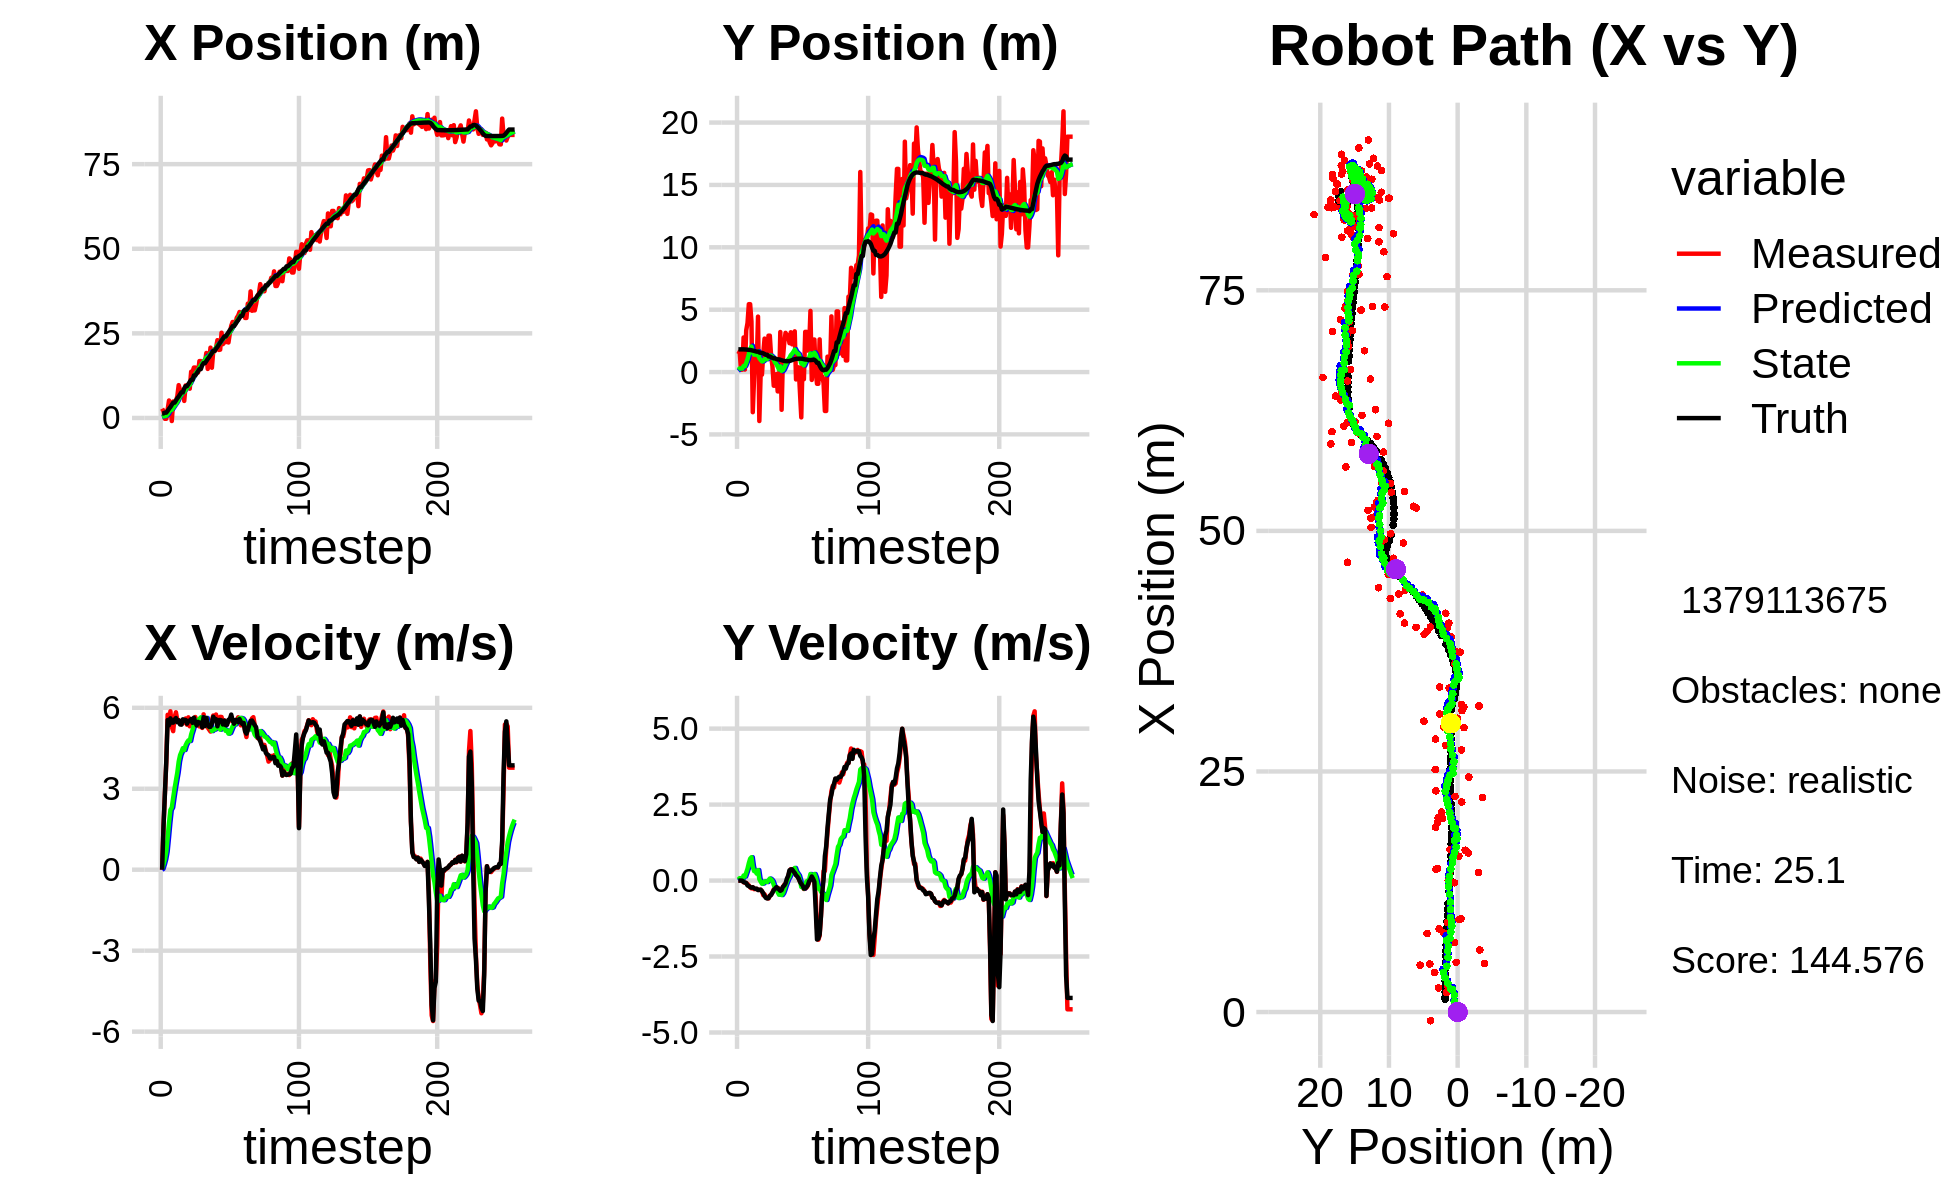 X Position (m)
75
50
25
0
0
100
200
timestep
Y Position (m)
20
15
10
5
0
-5
0
100
200
timestep
X Velocity (m/s)
6
3
0
-3
-6
0
100
200
timestep
Y Velocity (m/s)
5.0
2.5
0.0
-2.5
-5.0
0
100
200
timestep
Robot Path (X vs Y)
X Position (m)
75
50
25
0
20 10 0 -10 -20
Y Position (m)
variable
Measured
Predicted
State
Truth
1379113675
Obstacles: none
Noise: realistic
Time: 25.1
Score: 144.576